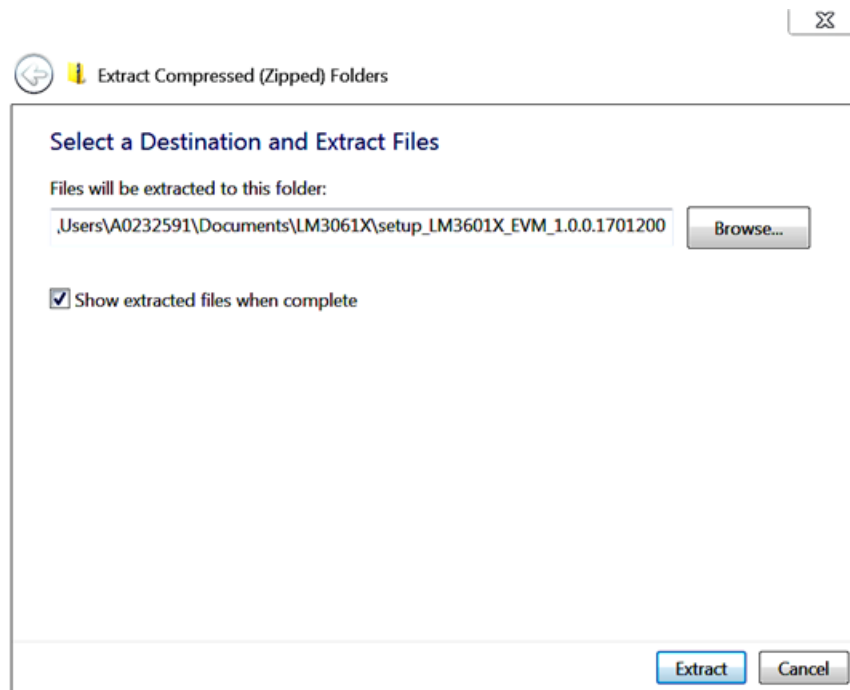 Extract Compressed (Zipped) Folders
Select a Destination and Extract Files
Files will be extracted to this folder:
\Users\A0232591\Documents\LM3061X\setup_LM3601X_EVM_1.0.0.1701200
Browse...
Show extracted files when complete
Extract
Cancel